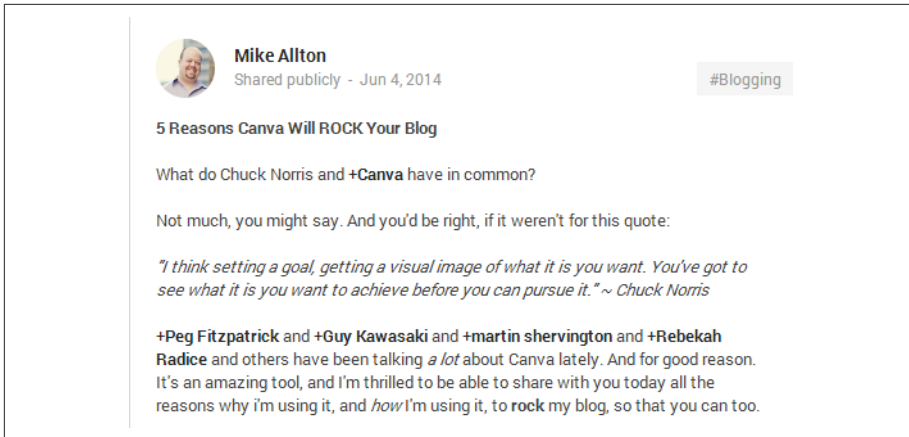 Mike Allton
Shared publicly - Jun 4, 2014
#Blogging
5 Reasons Canva Will ROCK Your Blog
What do Chuck Norris and +Canva have in common?
Not much, you might say. And you'd be right, if it weren't for this quote:
"I think setting a goal, getting a visual image of what it is you want. You've got to
see what it is you want to achieve before you can pursue it." ~ Chuck Norris
+Peg Fitzpatrick and +Guy Kawasaki and +martin shervington and +Rebekah
Radice and others have been talking a lot about Canva lately. And for good reason.
It's an amazing tool, and I'm thrilled to be able to share with you today all the
reasons why i'm using it, and how I'm using it, to rock my blog, so that you can too.